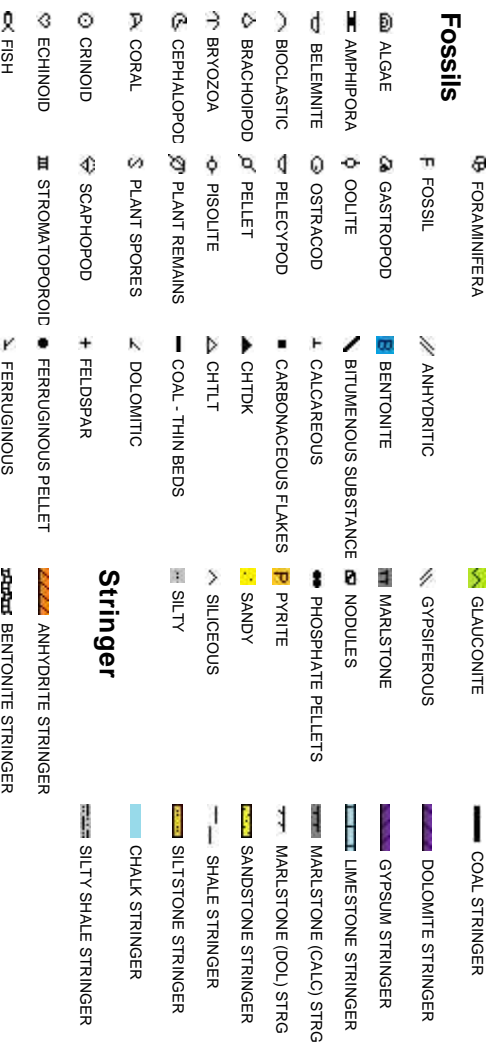 Fossils
ALGAE
AMPHIPORA
BELEMNITE
BIOCLASTIC
BRACHOIPOD
BRYOZOA
CEPHALOPOD
CORAL
CRINOID
ECHINOID
FISH
FORAMINIFERA
F FOSSIL
GASTROPOD
OOLITE
OSTRACOD
PELECYPOD
PELLET
PISOLITE
PLANT REMAINS
PLANT SPORES
SCAPHOPOD
STROMATOPOROID
ANHYDRITIC
B BENTONITE
BITUMENOUS SUBSTANCE
CALCAREOUS
CARBONACEOUS FLAKES
CHTDK
CHTLT
COAL - THIN BEDS
DOLOMITIC
FELDSPAR
FERRUGINOUS PELLET
FERRUGINOUS
GLAUCONITE
GYPSIFEROUS
MARLSTONE
NODULES
PHOSPHATE PELLETS
P PYRITE
SANDY
SILICEOUS
SILTY
Stringer
ANHYDRITE STRINGER
BENTONITE STRINGER
COAL STRINGER
DOLOMITE STRINGER
GYPSUM STRINGER
LIMESTONE STRINGER
MARLSTONE (CALC) STRG
MARLSTONE (DOL) STRG
SANDSTONE STRINGER
SHALE STRINGER
SILTSTONE STRINGER
CHALK STRINGER
SILTY SHALE STRINGER